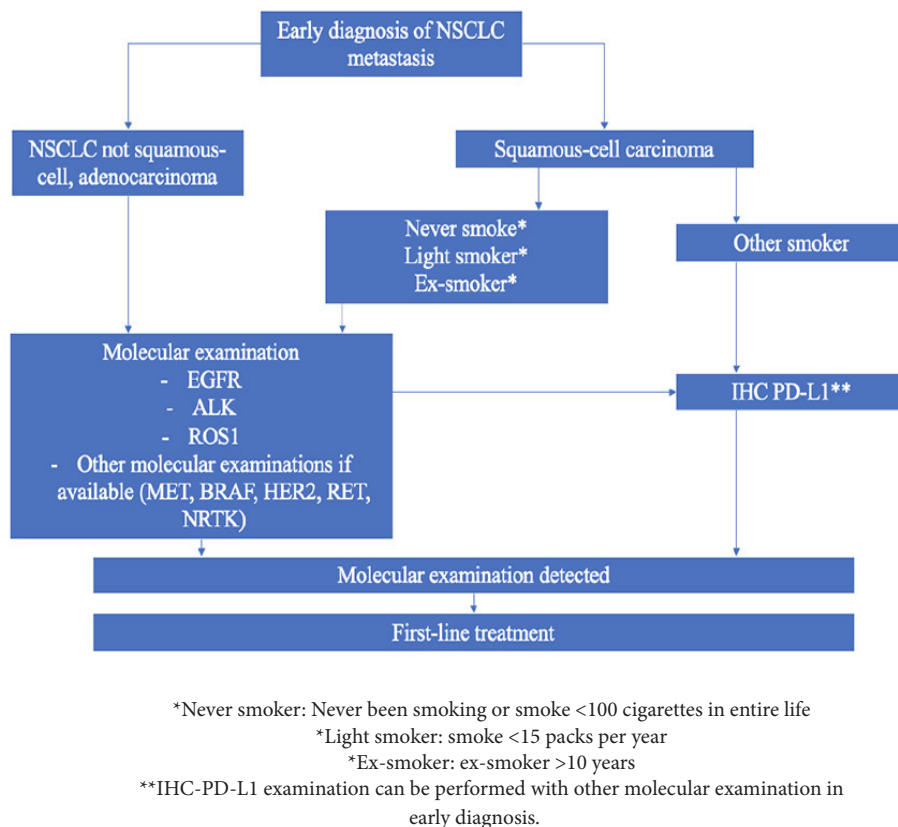 Early diagnosis of NSCLC
metastasis
NSCLC not squamous-
cell, adenocarcinoma
Squamous-cell carcinoma
Never smoke*
Light smoker*
Ex-smoker*
Other smoker
Molecular examination
- EGFR
- ALK
- ROS1
- Other molecular examinations if
available (MET, BRAF, HER2, RET,
NRTK)
IHC PD-L1**
Molecular examination detected
First-line treatment
*Never smoker: Never been smoking or smoke <100 cigarettes in entire life
*Light smoker: smoke <15 packs per year
*Ex-smoker: ex-smoker >10 years
**IHC-PD-L1 examination can be performed with other molecular examination in
early diagnosis.